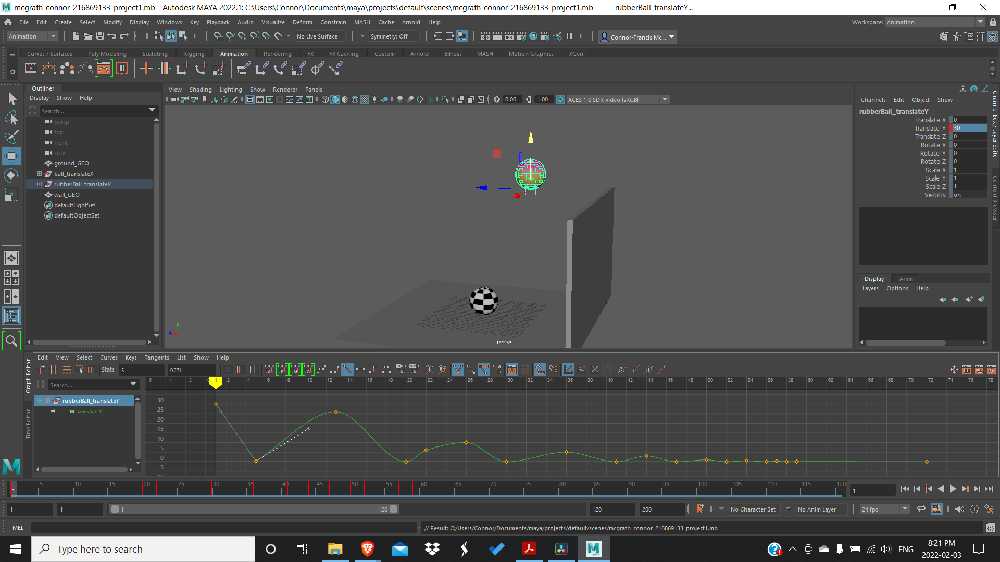 mcgrath_connor_216869133_project1.mb - Autodesk MAYA 2022.1: C:\Users\Connor\Documents\maya\projects\default\scenes\mcgrath_connor_216869133_project1.mb --- rubberBall_translateY...
File Edit Create Select Modify Display Windows Key Playback Audio Visualize Deform Constrain MASH Cache Arnold Help
Workspace: Animation
Animation No Live Surface Symmetry: Off Connor-Francis Mc...
Curves / Surfaces Poly Modeling Sculpting Rigging Animation Rendering FX FX Caching Custom Arnold Bifrost MASH Motion Graphics XGen
Outliner
Display Show Help
Search...
persp
top
front
side
ground_GEO
ball_translateX
rubberBall_translateX
wall_GEO
defaultLightSet
defaultObjectSet
View Shading Lighting Show Renderer Panels
0.00 1.00 ACES 1.0 SDR-video (sRGB)
y
z
persp
Channels Edit Object Show
rubberBall_translateY
Translate X 0
Translate Y 30
Translate Z 0
Rotate X 0
Rotate Y 0
Rotate Z 0
Scale X 1
Scale Y 1
Scale Z 1
Visibility on
Channel Box / Layer Editor
Content Browser
Display Anim
Layers Options Help
Graph Editor
Time Editor
Edit View Select Curves Keys Tangents List Show Help
Stats 5 0.271
Search...
rubberBall_translateY
Translate Y
-6 -4 -2 0 1 2 4 6 8 10 12 14 16 18 20 22 24 26 28 30 32 34 36 38 40 42 44 46 48 50 52 54 56 58 60 62 64 66 68 70 72 74 76 78
30
25
20
15
10
5
0
-5
1 5 10 15 20 25 30 35 40 45 50 55 60 65 70 75 80 85 90 95 100 105 110 115 120
1
1 1 1 120 120 200 No Character Set No Anim Layer 24 fps
MEL // Result: C:/Users/Connor/Documents/maya/projects/default/scenes/mcgrath_connor_216869133_project1.mb
Type here to search
ENG
8:21 PM
2022-02-03